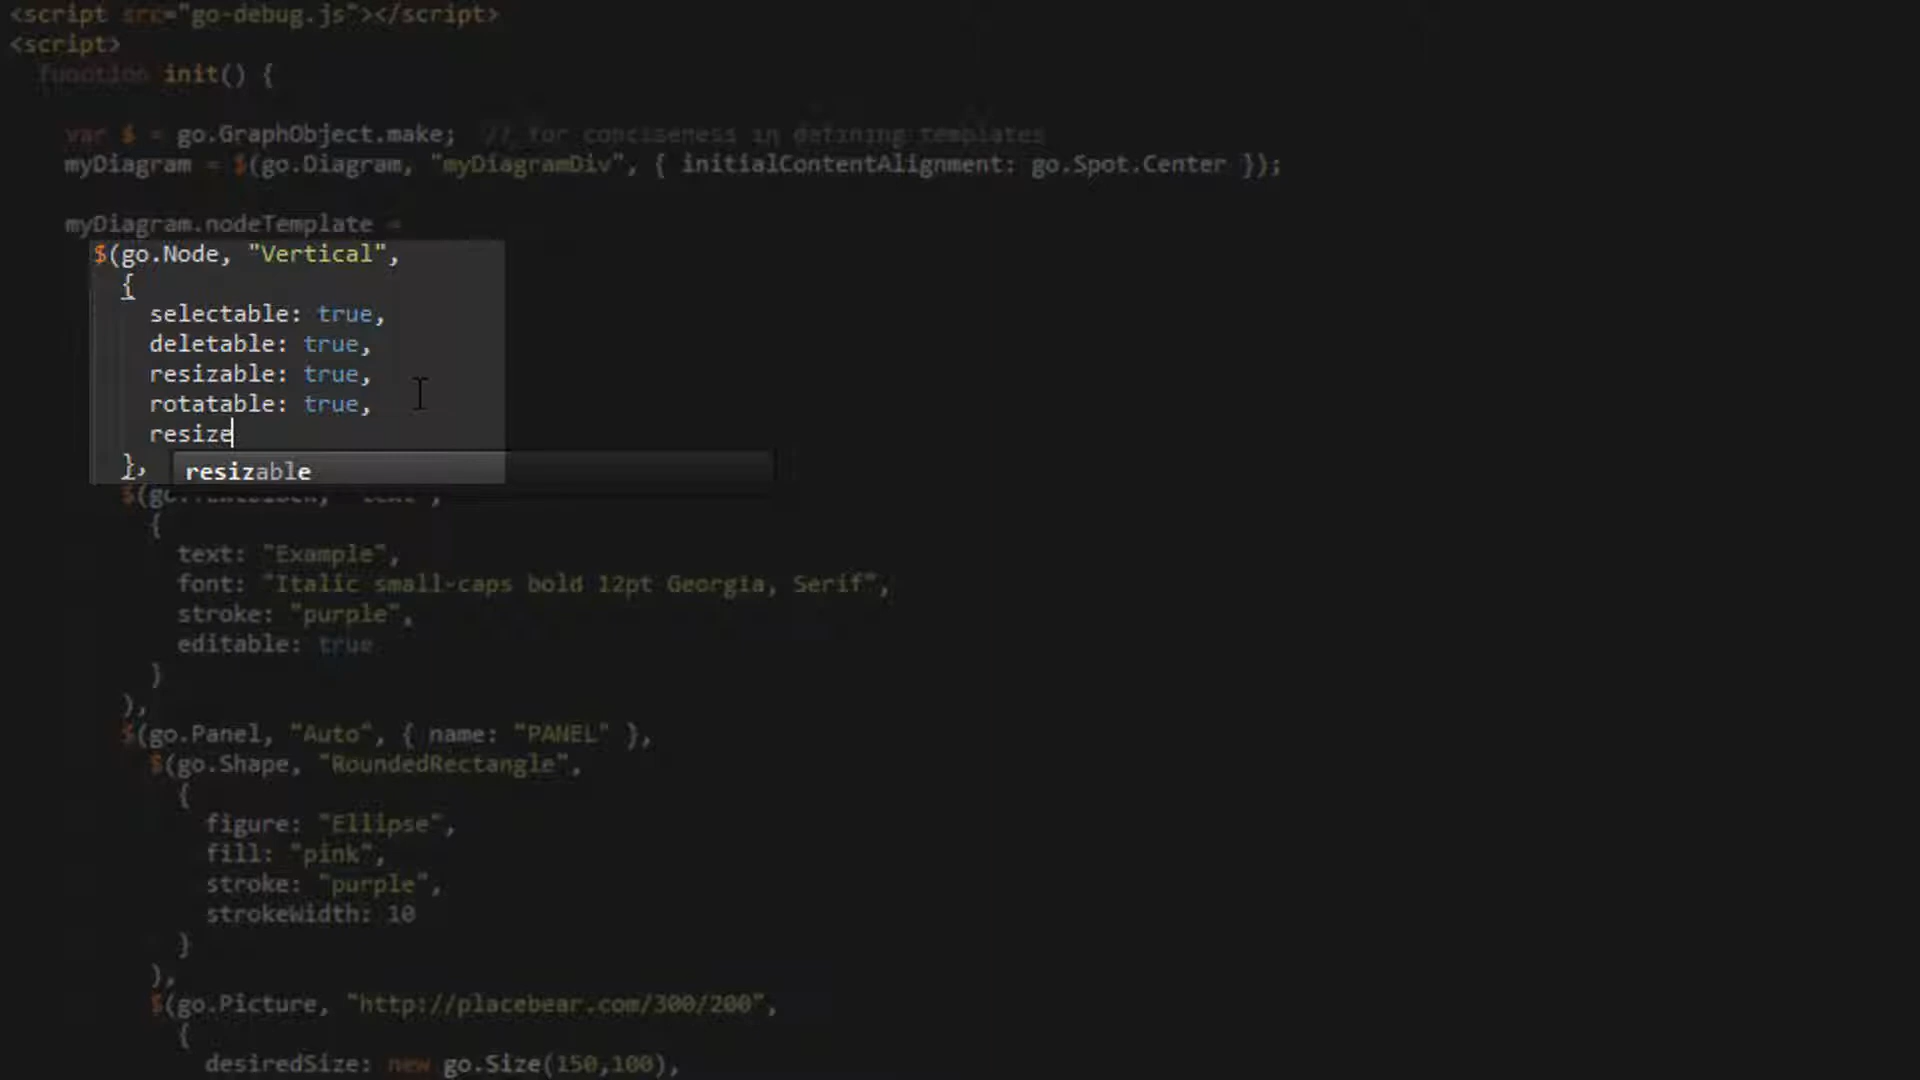 <script src="go-debug.js"></script>
<script>
function init() {
var $ = go.GraphObject.make; // for conciseness in defining templates
myDiagram = $(go.Diagram, "myDiagramDiv", { initialContentAlignment: go.Spot.Center });
myDiagram.nodeTemplate =
$(go.Node, "Vertical",
{
selectable: true,
deletable: true,
resizable: true,
rotatable: true,
resize
},
resizable
$(go.
{
text: "Example",
font: "Italic small-caps bold 12pt Georgia, Serif",
stroke: "purple",
editable: true
}
),
$(go.Panel, "Auto", { name: "PANEL" },
$(go.Shape, "RoundedRectangle",
{
figure: "Ellipse",
fill: "pink",
stroke: "purple",
strokeWidth: 10
}
),
$(go.Picture, "http://placebear.com/300/200",
{
desiredSize: new go.Size(150,100),